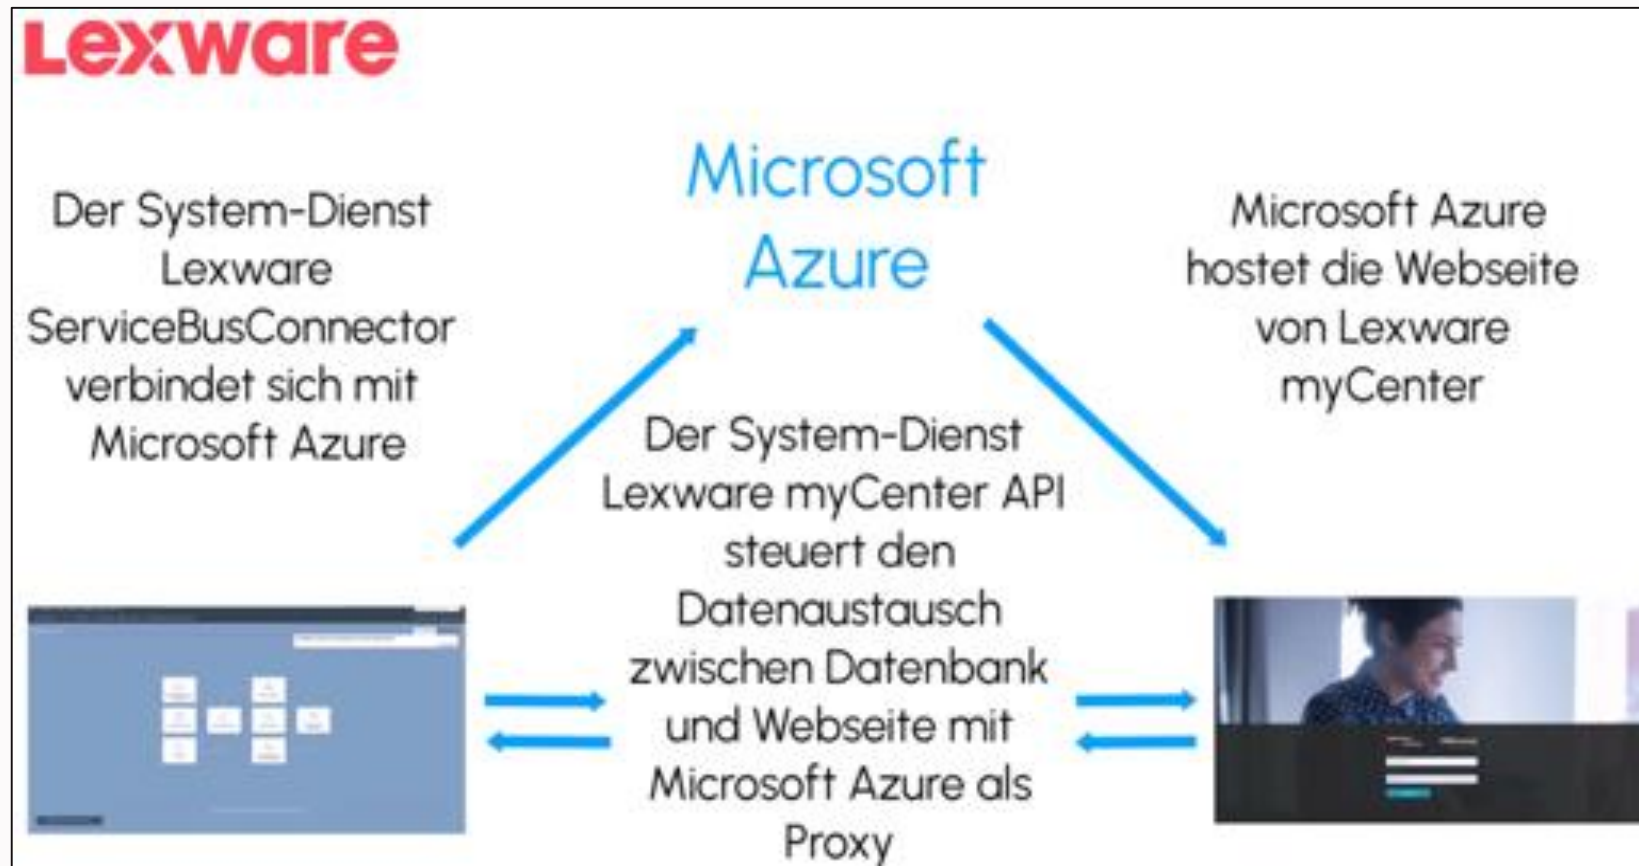 Lexware
Microsoft
Azure
Der System-Dienst
Lexware
ServiceBusConnector
verbindet sich mit
Microsoft Azure
Microsoft Azure
hostet die Webseite
von Lexware
myCenter
Der System-Dienst
Lexware myCenter API
steuert den
Datenaustausch
zwischen Datenbank
und Webseite mit
Microsoft Azure als
Proxy